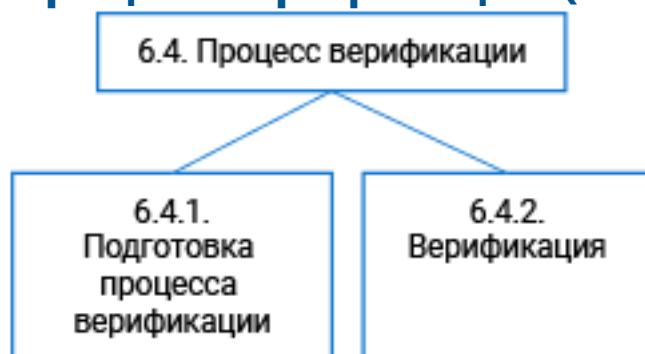 6.4. Процесс верификации
6.4.1.
Подготовка
процесса
верификации
6.4.2.
Верификация